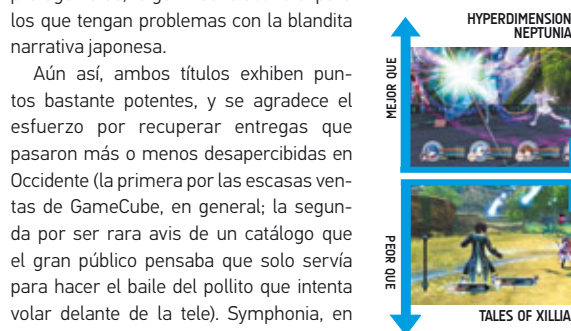 los que tengan problemas con la blandita
narrativa japonesa.
Aún así, ambos títulos exhiben pun-
tos bastante potentes, y se agradece el
esfuerzo por recuperar entregas que
pasaron más o menos desapercibidas en
Occidente (la primera por las escasas ven-
tas de GameCube, en general; la segun-
da por ser rara avis de un catálogo que
el gran público pensaba que solo servía
para hacer el baile del pollito que intenta
volar delante de la tele). Symphonia, en
HYPERDIMENSION
NEPTUNIA
MEJOR QUE
PEOR QUE
TALES OF XILLIA